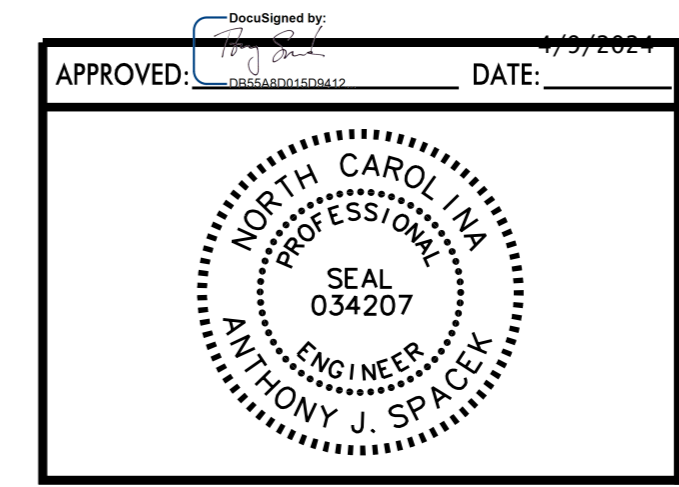 DocuSigned by:
4/9/2024
APPROVED:
DB55A8D015D9412...
DATE:
NORTH CAROLINA
PROFESSIONAL
SEAL
034207
ENGINEER
ANTHONY J. SPACEK